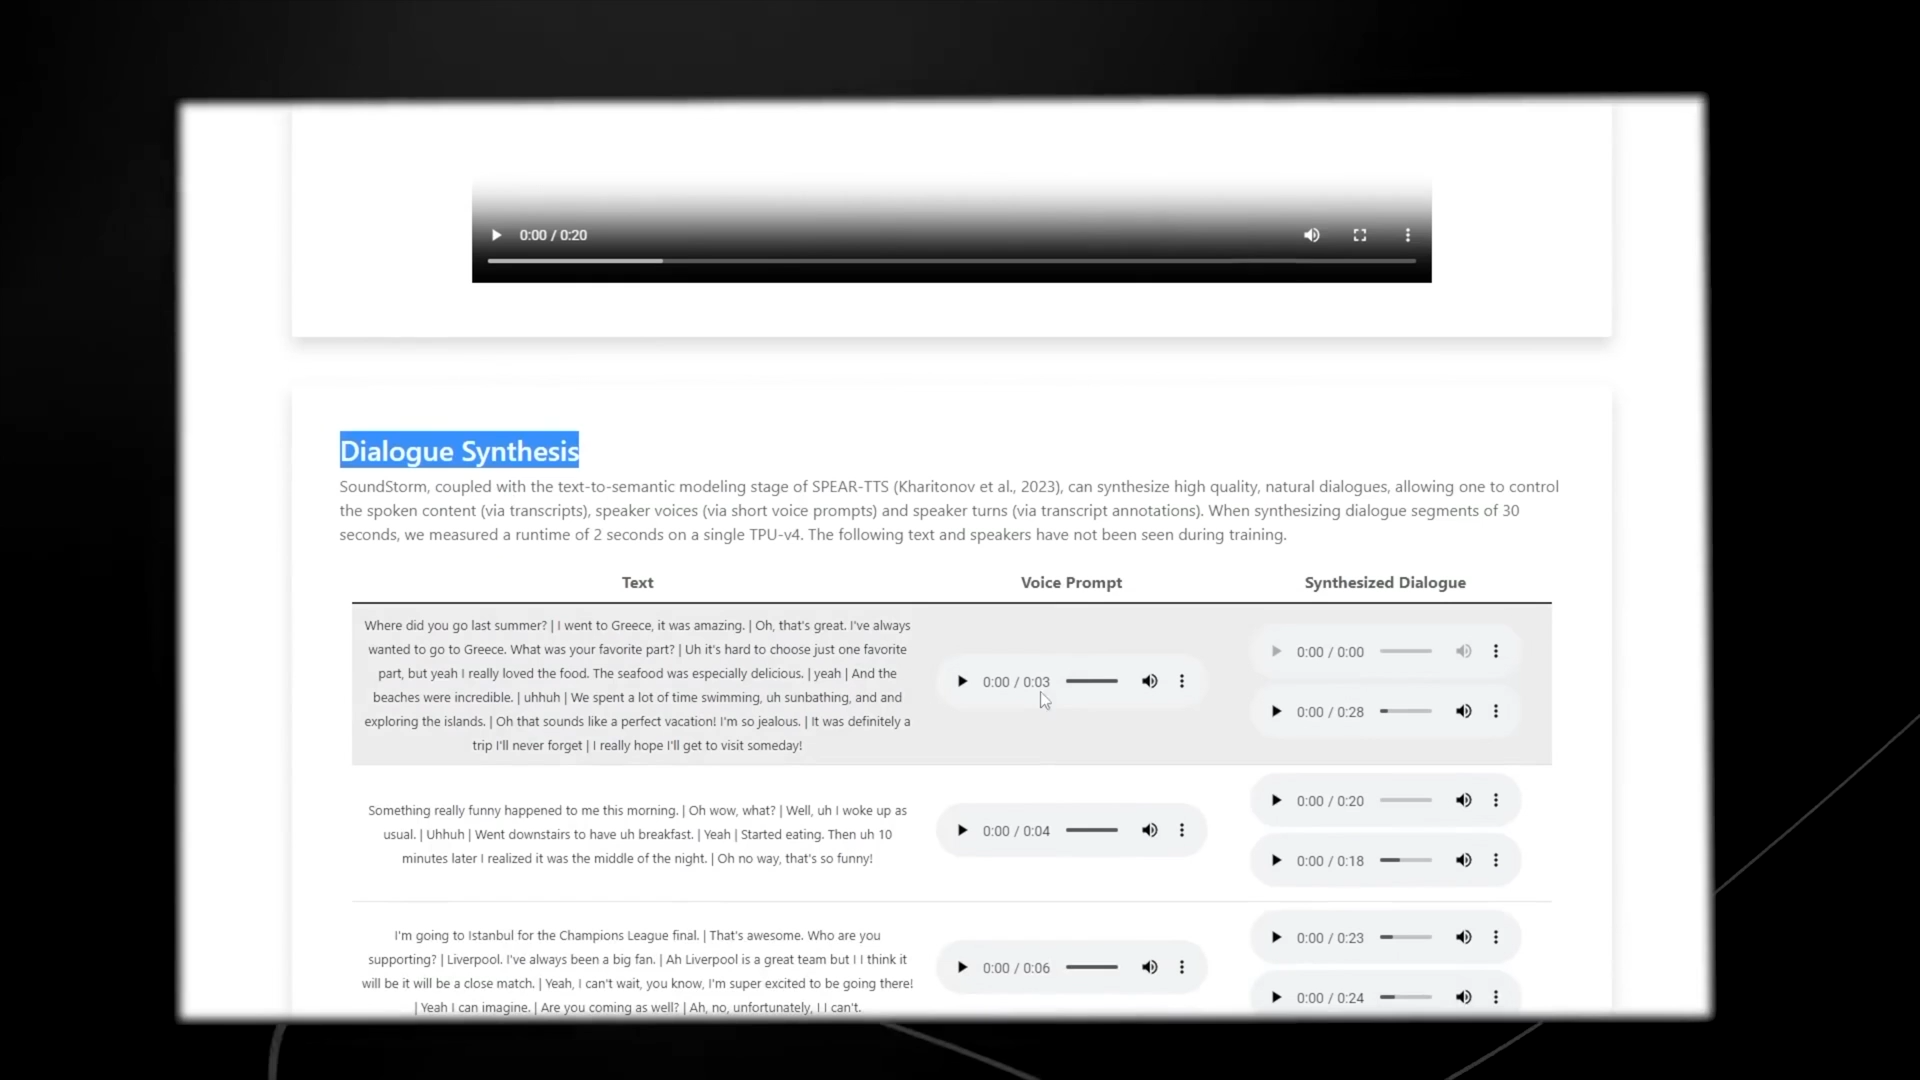 0:00 / 0:20
Dialogue Synthesis
SoundStorm, coupled with the text-to-semantic modeling stage of SPEAR-TTS (Kharitonov et al., 2023), can synthesize high quality, natural dialogues, allowing one to control
the spoken content (via transcripts), speaker voices (via short voice prompts) and speaker turns (via transcript annotations). When synthesizing dialogue segments of 30
seconds, we measured a runtime of 2 seconds on a single TPU-v4. The following text and speakers have not been seen during training.
Text
Voice Prompt
Synthesized Dialogue
Where did you go last summer? | I went to Greece, it was amazing. | Oh, that's great. I've always
wanted to go to Greece. What was your favorite part? | Uh it's hard to choose just one favorite
part, but yeah I really loved the food. The seafood was especially delicious. | yeah | And the
beaches were incredible. | uhhuh | We spent a lot of time swimming, uh sunbathing, and and
exploring the islands. | Oh that sounds like a perfect vacation! I'm so jealous. | It was definitely a
trip I'll never forget | I really hope I'll get to visit someday!
0:00 / 0:03
0:00 / 0:00
0:00 / 0:28
Something really funny happened to me this morning. | Oh wow, what? | Well, uh I woke up as
usual. | Uhhuh | Went downstairs to have uh breakfast. | Yeah | Started eating. Then uh 10
minutes later I realized it was the middle of the night. | Oh no way, that's so funny!
0:00 / 0:04
0:00 / 0:20
0:00 / 0:18
I'm going to Istanbul for the Champions League final. | That's awesome. Who are you
supporting? | Liverpool. I've always been a big fan. | Ah Liverpool is a great team but I I think it
will be it will be a close match. | Yeah, I can't wait, you know, I'm super excited to be going there!
| Yeah I can imagine. | Are you coming as well? | Ah, no, unfortunately, I I can't.
0:00 / 0:06
0:00 / 0:23
0:00 / 0:24